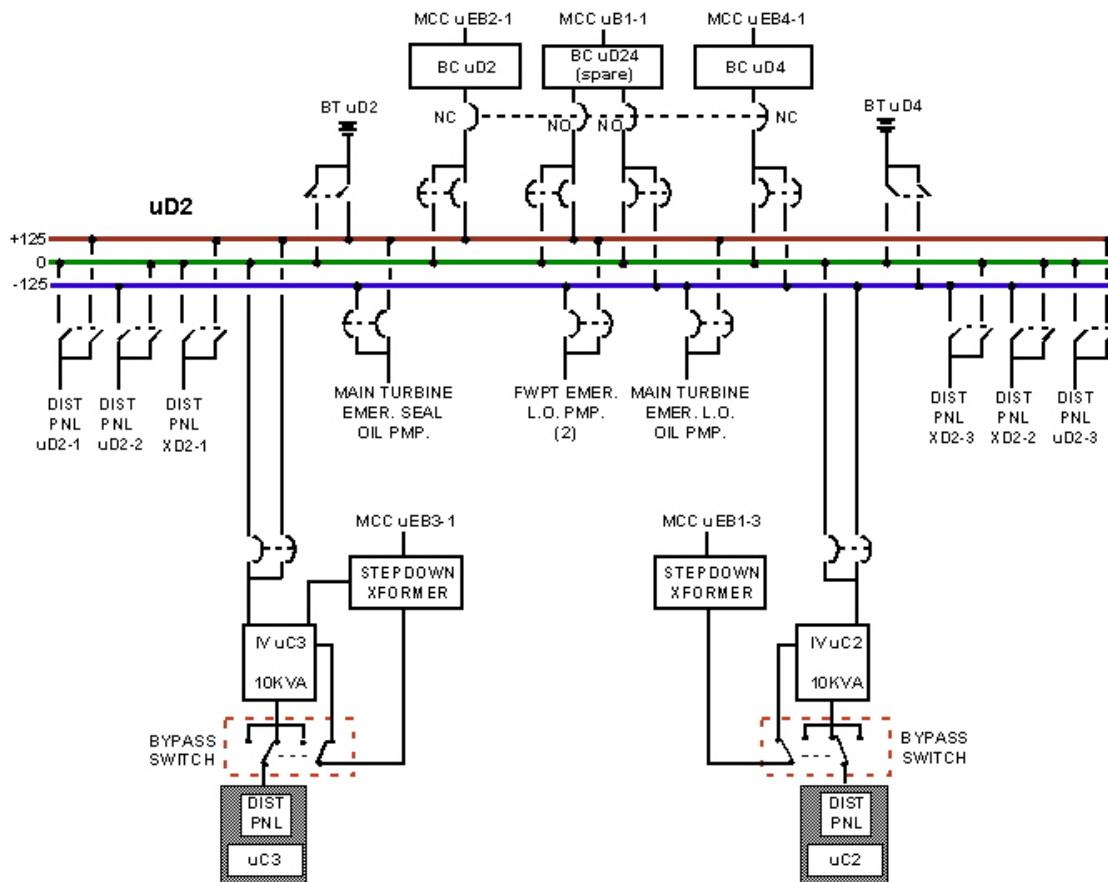 MCC uEB2-1
MCC uB1-1
MCC uEB4-1
BC uD2
BC uD24
(spare)
BC uD4
BT uD2
NC
NO
NO
NC
BT uD4
uD2
+125
0
-125
DIST
PNL
uD2-1
DIST
PNL
uD2-2
DIST
PNL
XD2-1
MAIN TURBINE
EMER. SEAL
OIL PMP.
FWPT EMER.
L.O. PMP.
(2)
MAIN TURBINE
EMER. L.O.
OIL PMP.
DIST
PNL
XD2-3
DIST
PNL
XD2-2
DIST
PNL
uD2-3
MCC uEB3-1
STEPDOWN
XFORMER
MCC uEB1-3
STEPDOWN
XFORMER
IV uC3
10KVA
IV uC2
10KVA
BYPASS
SWITCH
BYPASS
SWITCH
DIST
PNL
uC3
DIST
PNL
uC2